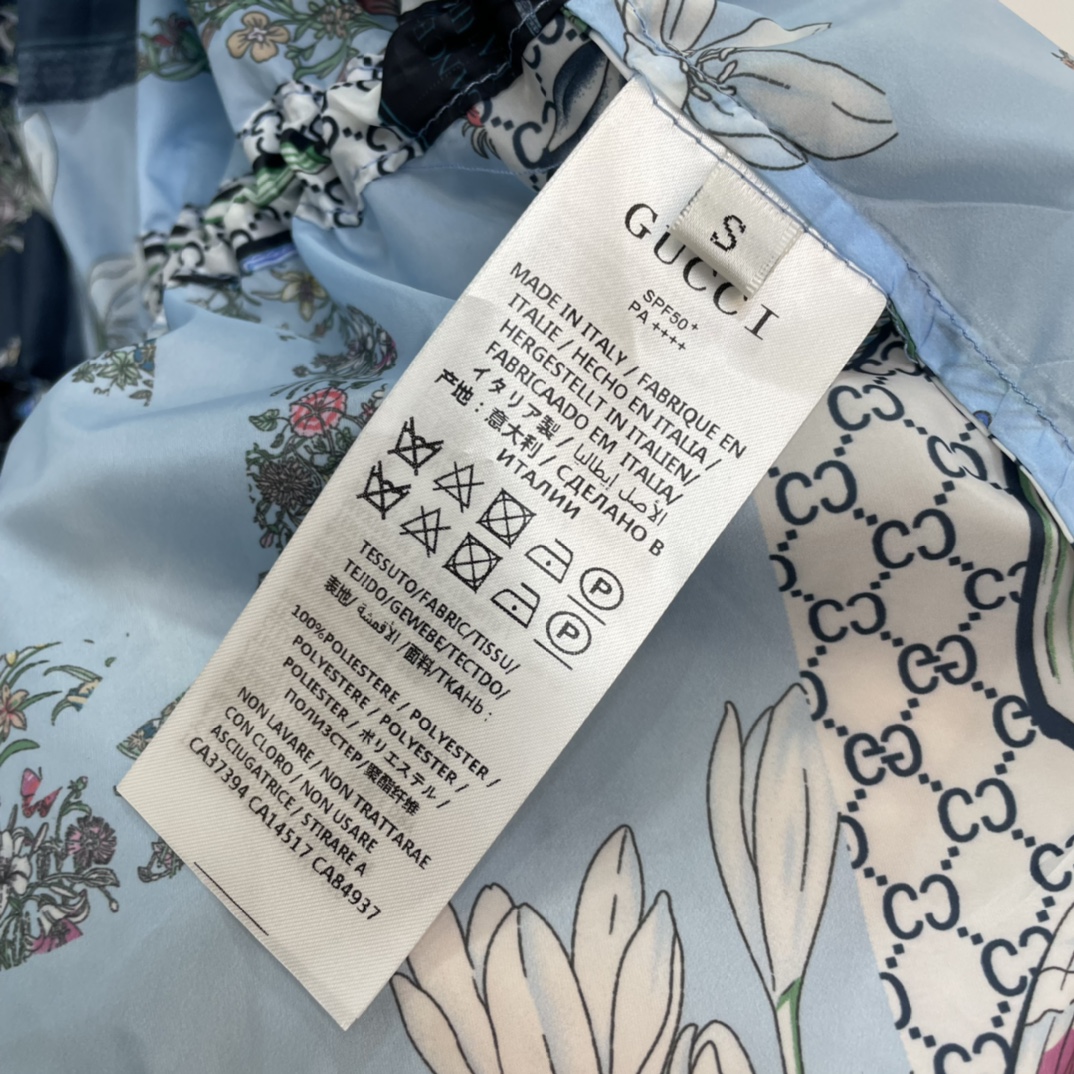 S
GUCCI
SPF50+
PA ++++
MADE IN ITALY / FABRIQUE EN
ITALIE / HECHO EN ITALIA /
HERGESTELLT IN ITALIEN/
FABRICAADO EM ITALIA/
イタリア製 / الأصل إيطاليا
产地：意大利 / СДЕЛАНО В
ИТАЛИИ
P
P
TESSUTO/FABRIC/TISSU/
TEJIDO/GEWEBE/TECTDO/
表地/ الأقمشة /面料/TKAHb :
100%POLIESTERE / POLYESTER /
POLYESTERE / POLYESTER /
POLIESTER / ポリエステル /
ПОЛИЗСТЕР/聚酯纤维
NON LAVARE / NON TRATTARAE
CON CLORO / NON USARE
ASCIUGATRICE / STIRARE A
CA37394 CA14517 CA84937